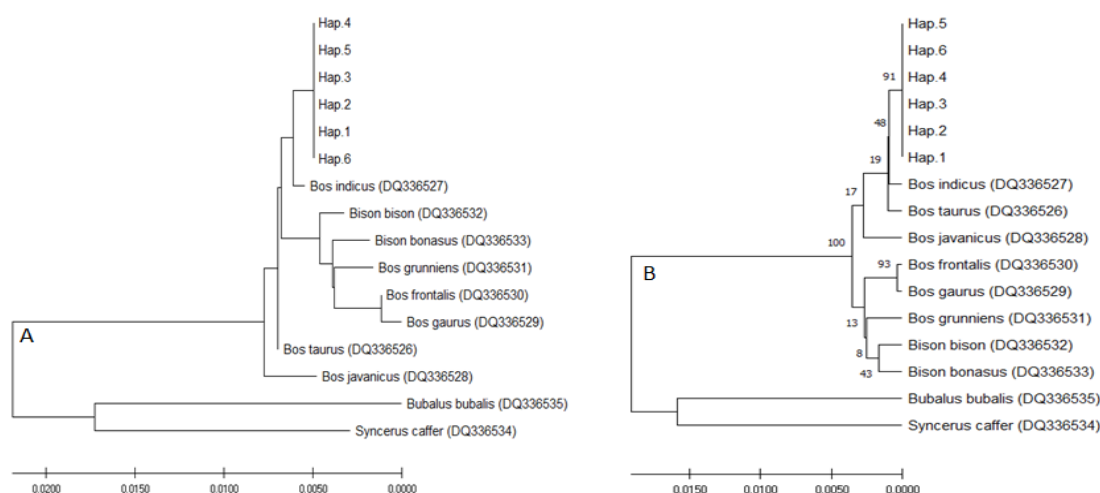 Hap.4
Hap.5
Hap.3
Hap.2
Hap.1
Hap.6
Bos indicus (DQ336527)
Bison bison (DQ336532)
Bison bonasus (DQ336533)
Bos grunniens (DQ336531)
Bos frontalis (DQ336530)
Bos gaurus (DQ336529)
A
Bos taurus (DQ336526)
Bos javanicus (DQ336528)
Bubalus bubalis (DQ336535)
Syncerus caffer (DQ336534)
0.0200 0.0150 0.0100 0.0050 0.0000
Hap.5
Hap.6
91 Hap.4
Hap.3
48 Hap.2
19 Hap.1
Bos indicus (DQ336527)
17 Bos taurus (DQ336526)
100 Bos javanicus (DQ336528)
93 Bos frontalis (DQ336530)
B Bos gaurus (DQ336529)
13 Bos grunniens (DQ336531)
8 Bison bison (DQ336532)
43 Bison bonasus (DQ336533)
Bubalus bubalis (DQ336535)
Syncerus caffer (DQ336534)
0.0150 0.0100 0.0050 0.0000